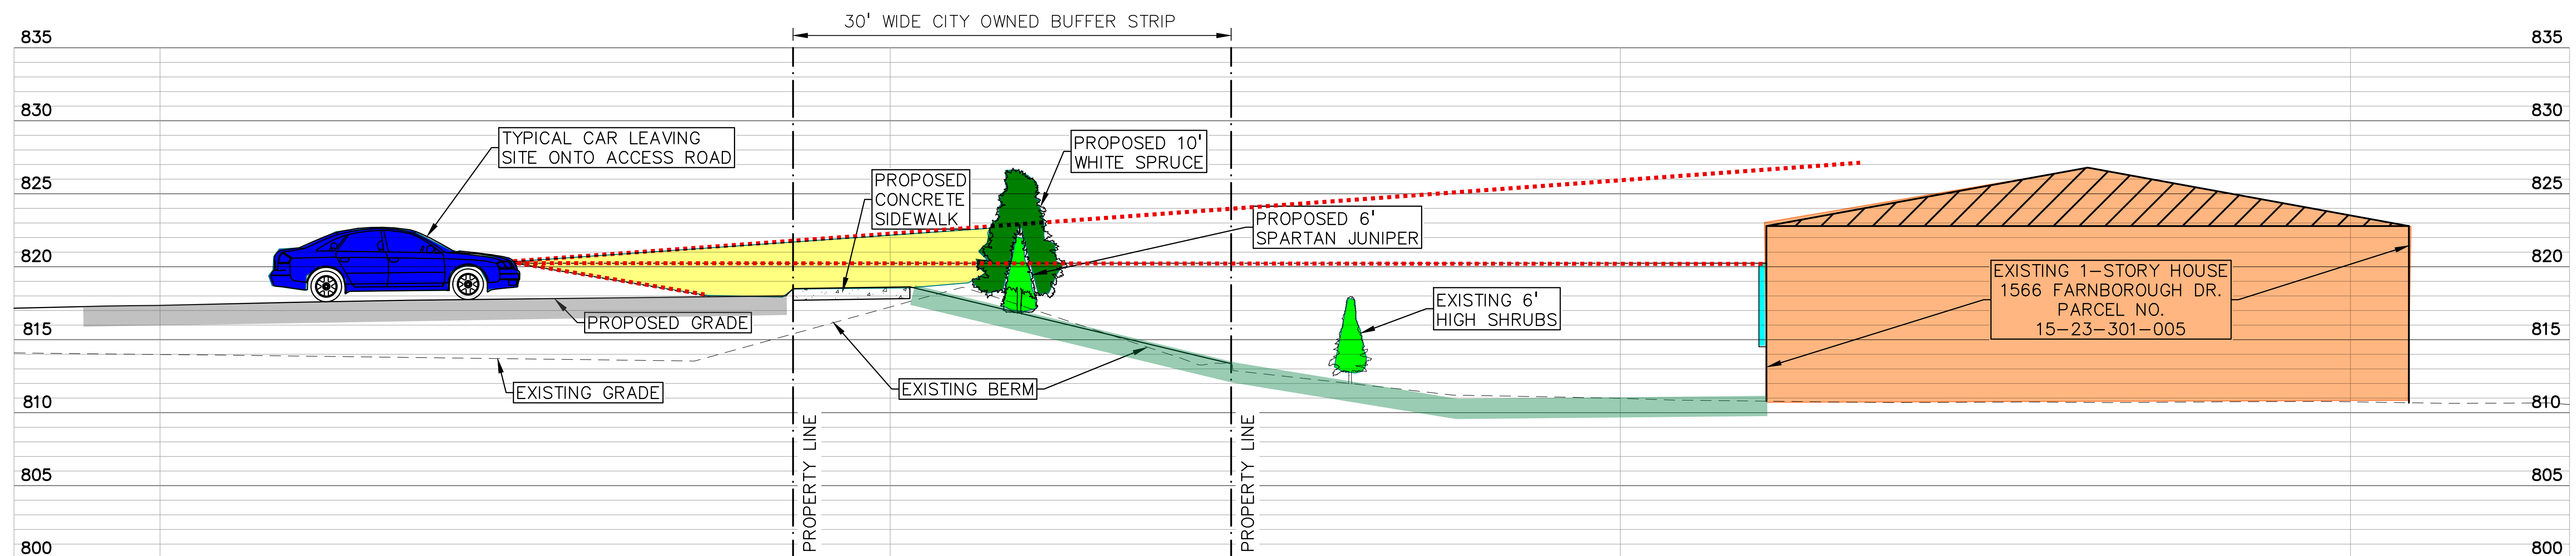 30' WIDE CITY OWNED BUFFER STRIP
835
835
830
830
TYPICAL CAR LEAVING
SITE ONTO ACCESS ROAD
PROPOSED 10'
WHITE SPRUCE
PROPOSED
CONCRETE
SIDEWALK
825
825
PROPOSED 6'
SPARTAN JUNIPER
820
820
EXISTING 1-STORY HOUSE
1566 FARNBOROUGH DR.
PARCEL NO.
15-23-301-005
EXISTING 6'
HIGH SHRUBS
PROPOSED GRADE
815
815
EXISTING GRADE
EXISTING BERM
810
810
PROPERTY LINE
PROPERTY LINE
805
805
800
800